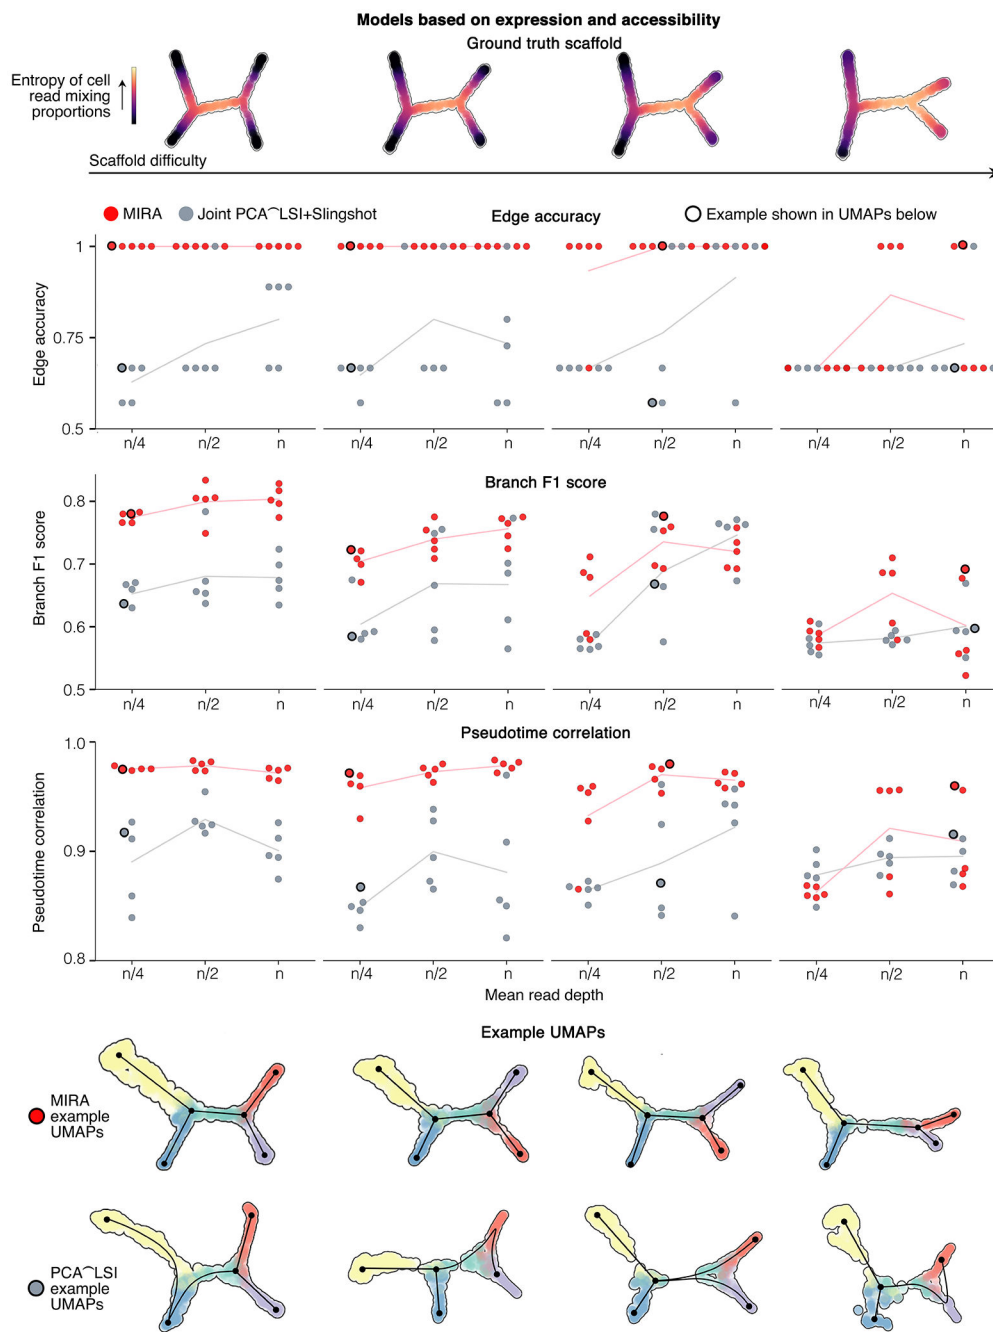 Models based on expression and accessibility
Ground truth scaffold
Entropy of cell
read mixing
proportions
Scaffold difficulty
MIRA
Joint PCA⁀LSI+Slingshot
Edge accuracy
Example shown in UMAPs below
Edge accuracy
1
0.75
0.5
n/4 n/2 n
n/4 n/2 n
n/4 n/2 n
n/4 n/2 n
Branch F1 score
Branch F1 score
0.8
0.7
0.6
0.5
n/4 n/2 n
n/4 n/2 n
n/4 n/2 n
n/4 n/2 n
Pseudotime correlation
Pseudotime correlation
1.0
0.9
0.8
n/4 n/2 n
n/4 n/2 n
n/4 n/2 n
n/4 n/2 n
Mean read depth
Example UMAPs
MIRA
example
UMAPs
PCA⁀LSI
example
UMAPs